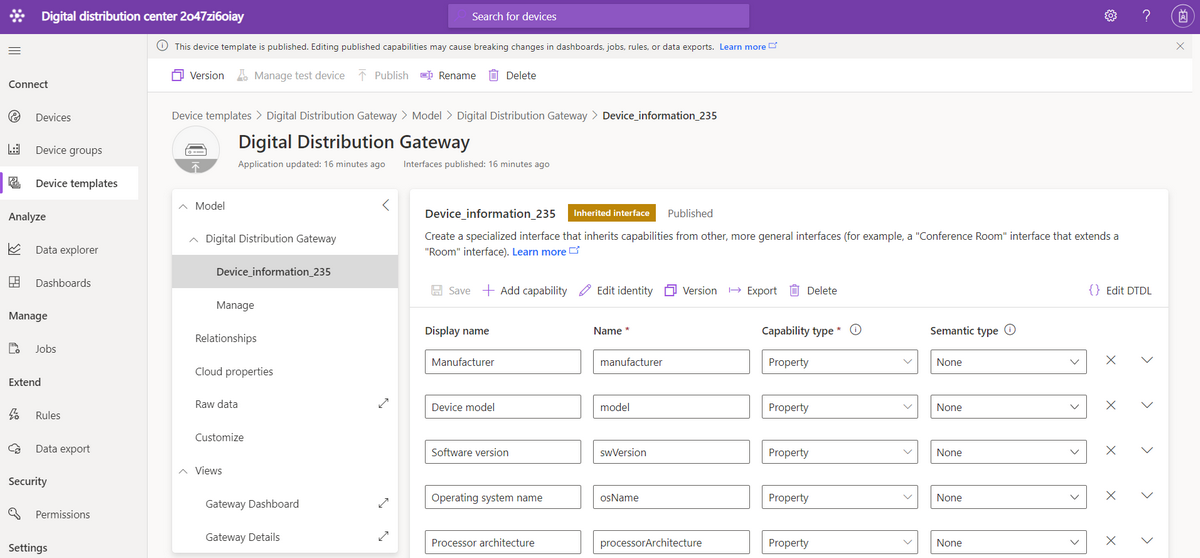 Digital distribution center 2o47zi6oiay
Search for devices
?
This device template is published. Editing published capabilities may cause breaking changes in dashboards, jobs, rules, or data exports. Learn more
Connect
Devices
Device groups
Device templates
Analyze
Data explorer
Dashboards
Manage
Jobs
Extend
Rules
Data export
Security
Permissions
Settings
Version Manage test device Publish Rename Delete
Device templates > Digital Distribution Gateway > Model > Digital Distribution Gateway > Device_information_235
Digital Distribution Gateway
Application updated: 16 minutes ago Interfaces published: 16 minutes ago
Model
Digital Distribution Gateway
Device_information_235
Manage
Relationships
Cloud properties
Raw data
Customize
Views
Gateway Dashboard
Gateway Details
Device_information_235 Inherited interface Published
Create a specialized interface that inherits capabilities from other, more general interfaces (for example, a "Conference Room" interface that extends a
"Room" interface). Learn more
Save Add capability Edit identity Version Export Delete {} Edit DTDL
Display name Name * Capability type * Semantic type
Manufacturer manufacturer Property None
Device model model Property None
Software version swVersion Property None
Operating system name osName Property None
Processor architecture processorArchitecture Property None